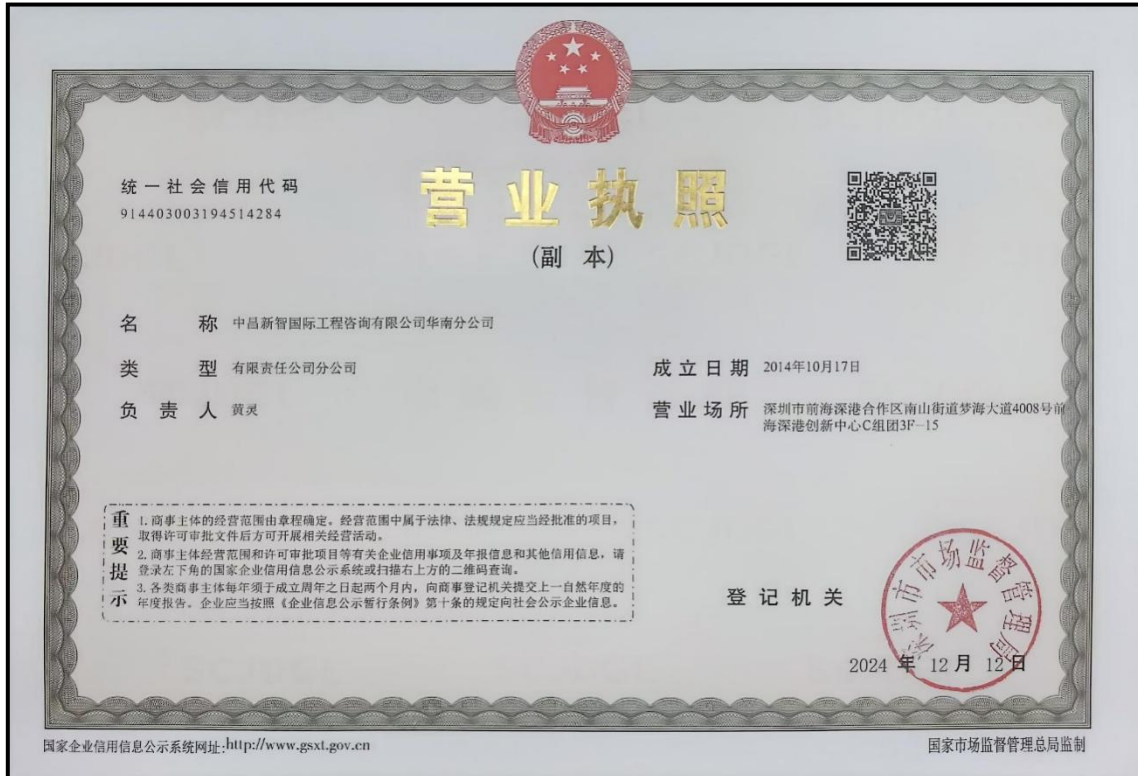 统一社会信用代码
914403003194514284
营业执照
(副 本)
名 称 中昌新智国际工程咨询有限公司华南分公司
类 型 有限责任公司分公司
负 责 人 黄灵
成立日期 2014年10月17日
营业场所 深圳市前海深港合作区南山街道梦海大道4008号前
海深港创新中心C组团3F-15
重要提示
1. 商事主体的经营范围由章程确定。经营范围中属于法律、法规规定应当经批准的项目,
取得许可审批文件后方可开展相关经营活动。
2. 商事主体经营范围和许可审批项目等有关企业信用事项及年报信息和其他信用信息,请
登录左下角的国家企业信用信息公示系统或扫描右上方的二维码查询。
3. 各类商事主体每年须于成立周年之日起两个月内,向商事登记机关提交上一自然年度的
年度报告。企业应当按照《企业信息公示暂行条例》第十条的规定向社会公示企业信息。
登记机关
深圳市市场监督管理局
2024 年 12 月 12 日
国家企业信用信息公示系统网址:http://www.gsxt.gov.cn
国家市场监督管理总局监制